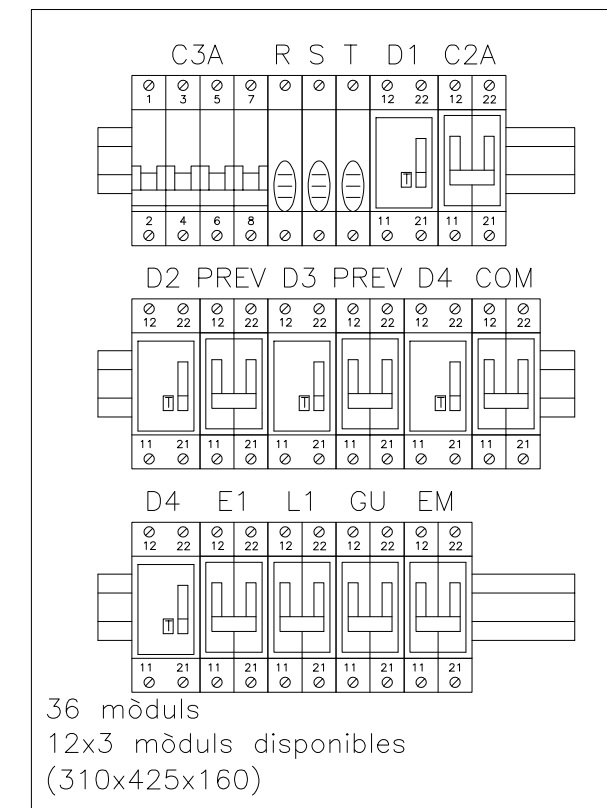 C3A R S T D1 C2A
1 3 5 7 12 22 12 22
T
2 4 6 8 11 21 11 21
D2 PREV D3 PREV D4 COM
12 22 12 22 12 22 12 22 12 22 12 22
T T T
11 21 11 21 11 21 11 21 11 21 11 21
D4 E1 L1 GU EM
12 22 12 22 12 22 12 22 12 22
T
11 21 11 21 11 21 11 21 11 21
36 mòduls
12x3 mòduls disponibles
(310x425x160)